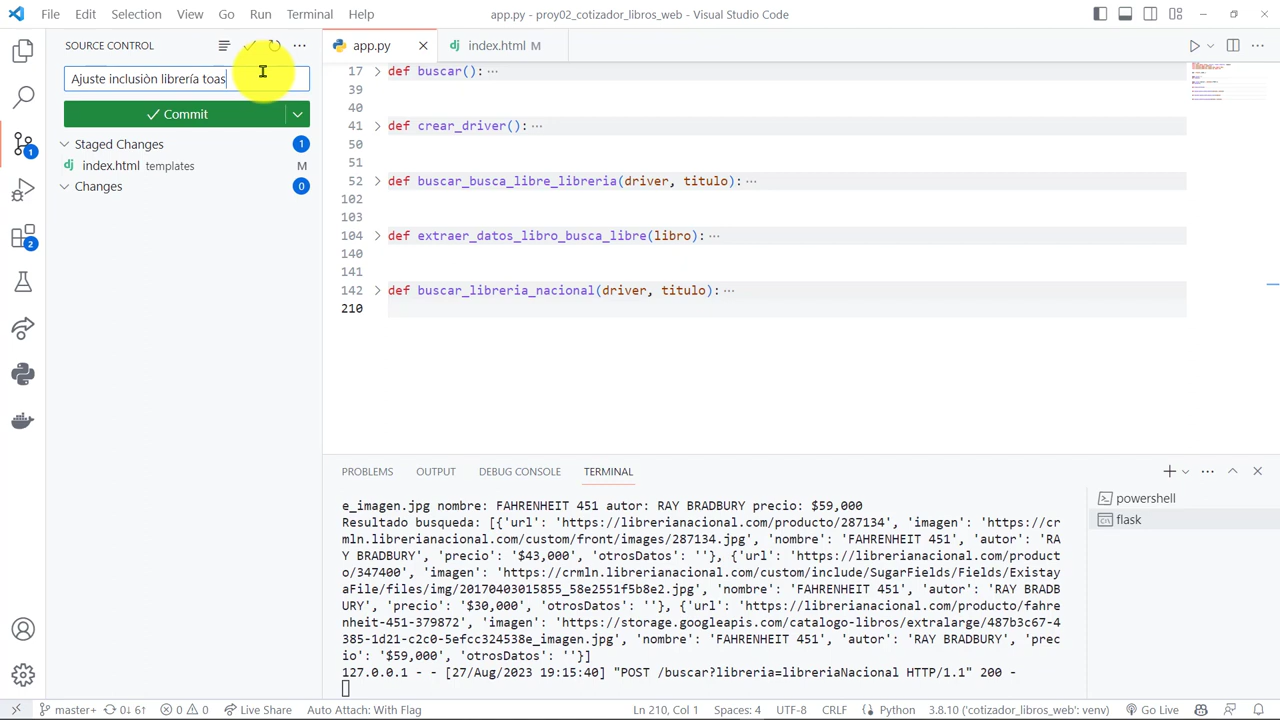 File Edit Selection View Go Run Terminal Help
app.py - proy02_cotizador_libros_web - Visual Studio Code
SOURCE CONTROL
Ajuste inclusiòn librería toas
Commit
Staged Changes 1
index.html templates M
Changes 0
1
2
app.py
index.html M
17 def buscar(): ···
39
40
41 def crear_driver(): ···
50
51
52 def buscar_busca_libre_libreria(driver, titulo): ···
102
103
104 def extraer_datos_libro_busca_libre(libro): ···
140
141
142 def buscar_libreria_nacional(driver, titulo): ···
210
PROBLEMS OUTPUT DEBUG CONSOLE TERMINAL
powershell
flask
e_imagen.jpg nombre: FAHRENHEIT 451 autor: RAY BRADBURY precio: $59,000
Resultado busqueda: [{'url': 'https://librerianacional.com/producto/287134', 'imagen': 'https://cr
mln.librerianacional.com/custom/front/images/287134.jpg', 'nombre': 'FAHRENHEIT 451', 'autor': 'RA
Y BRADBURY', 'precio': '$43,000', 'otrosDatos': ''}, {'url': 'https://librerianacional.com/product
o/347400', 'imagen': 'https://crmln.librerianacional.com/custom/include/SugarFields/Fields/Existay
aFile/files/img/20170403015855_58e2551f5b8e2.jpg', 'nombre': 'FAHRENHEIT 451', 'autor': 'RAY BRADB
URY', 'precio': '$30,000', 'otrosDatos': ''}, {'url': 'https://librerianacional.com/producto/fahre
nheit-451-379872', 'imagen': 'https://storage.googleapis.com/catalogo-libros/extralarge/487b3c67-4
385-1d21-c2c0-5efcc324538e_imagen.jpg', 'nombre': 'FAHRENHEIT 451', 'autor': 'RAY BRADBURY', 'prec
io': '$59,000', 'otrosDatos': ''}]
127.0.0.1 - - [27/Aug/2023 19:15:40] "POST /buscar?libreria=libreriaNacional HTTP/1.1" 200 -
master+ 0↓ 6↑ 0 0 Live Share Auto Attach: With Flag Ln 210, Col 1 Spaces: 4 UTF-8 CRLF Python 3.8.10 ('cotizador_libros_web': venv) Go Live